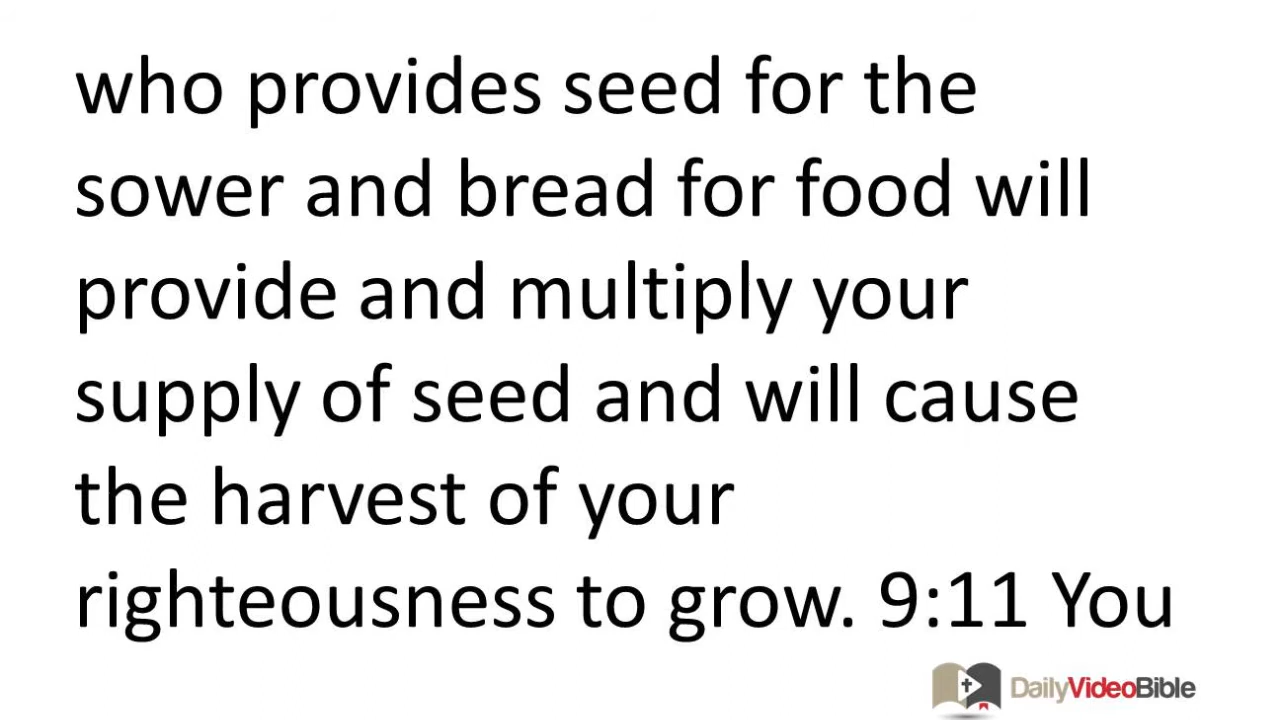 who provides seed for the
sower and bread for food will
provide and multiply your
supply of seed and will cause
the harvest of your
righteousness to grow. 9:11 You
DailyVideoBible